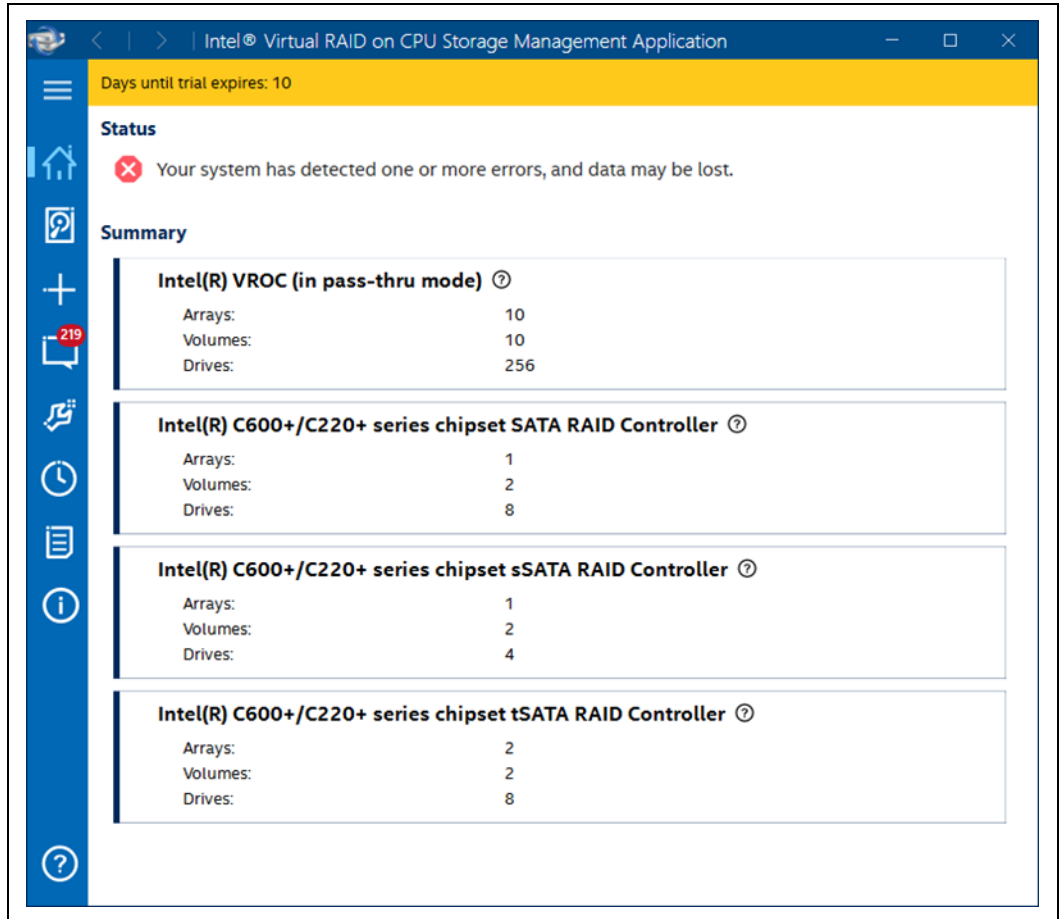 Intel® Virtual RAID on CPU Storage Management Application
Days until trial expires: 10
Status
Your system has detected one or more errors, and data may be lost.
219
Summary
Intel(R) VROC (in pass-thru mode) ?
Arrays: 10
Volumes: 10
Drives: 256
Intel(R) C600+/C220+ series chipset SATA RAID Controller ?
Arrays: 1
Volumes: 2
Drives: 8
Intel(R) C600+/C220+ series chipset sSATA RAID Controller ?
Arrays: 1
Volumes: 2
Drives: 4
Intel(R) C600+/C220+ series chipset tSATA RAID Controller ?
Arrays: 2
Volumes: 2
Drives: 8
?